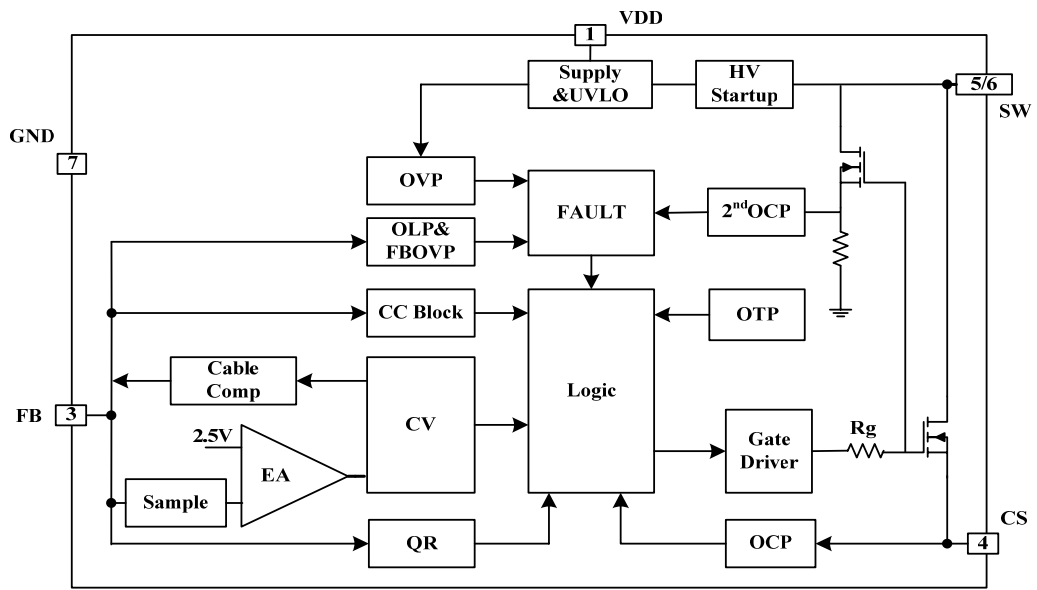 VDD
1
Supply
&UVLO
HV
Startup
5/6
SW
GND
7
OVP
FAULT
2ndOCP
OLP&
FBOVP
CC Block
OTP
Cable
Comp
Logic
FB
3
CV
2.5V
EA
Gate
Driver
Rg
Sample
CS
QR
OCP
4